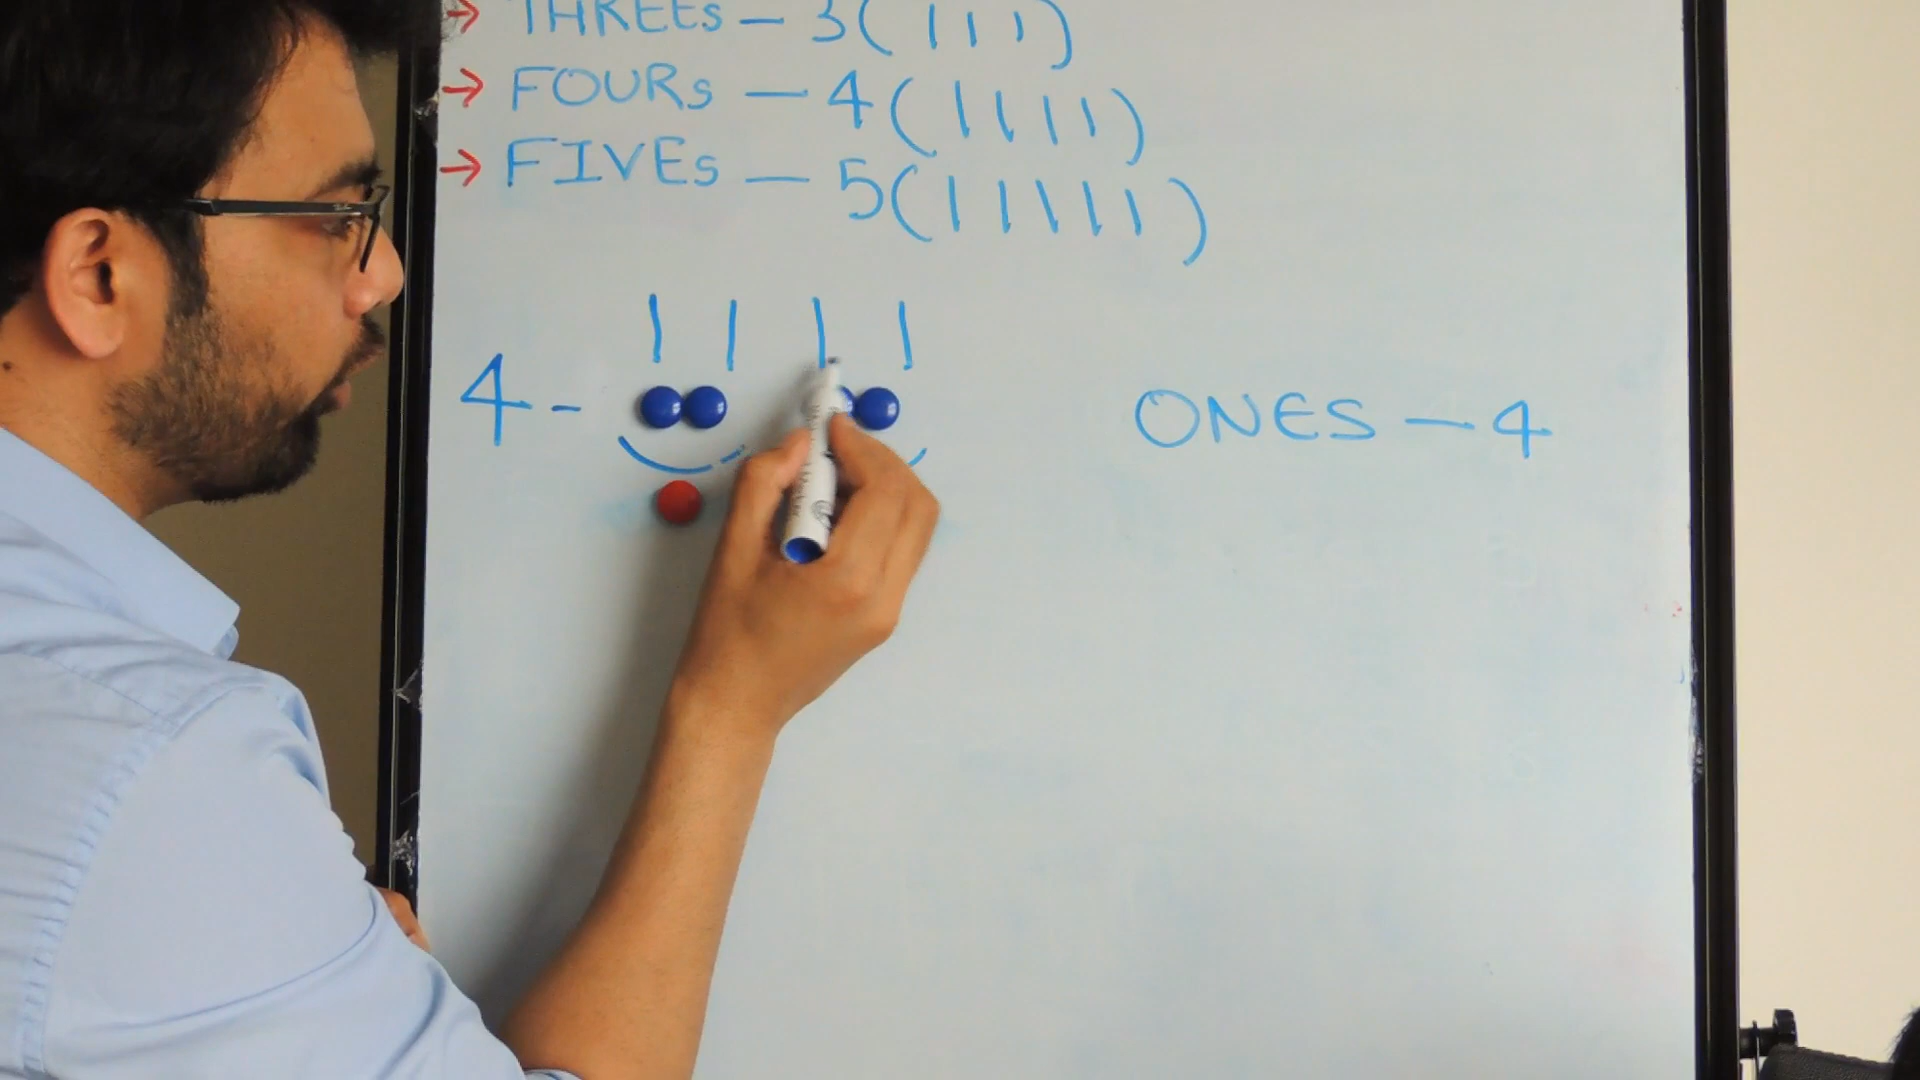 → THREEs — 3( | | | )
→ FOURs — 4( | | | | )
→ FIVEs — 5( | | | | | )
| | | |
4 - ONES — 4